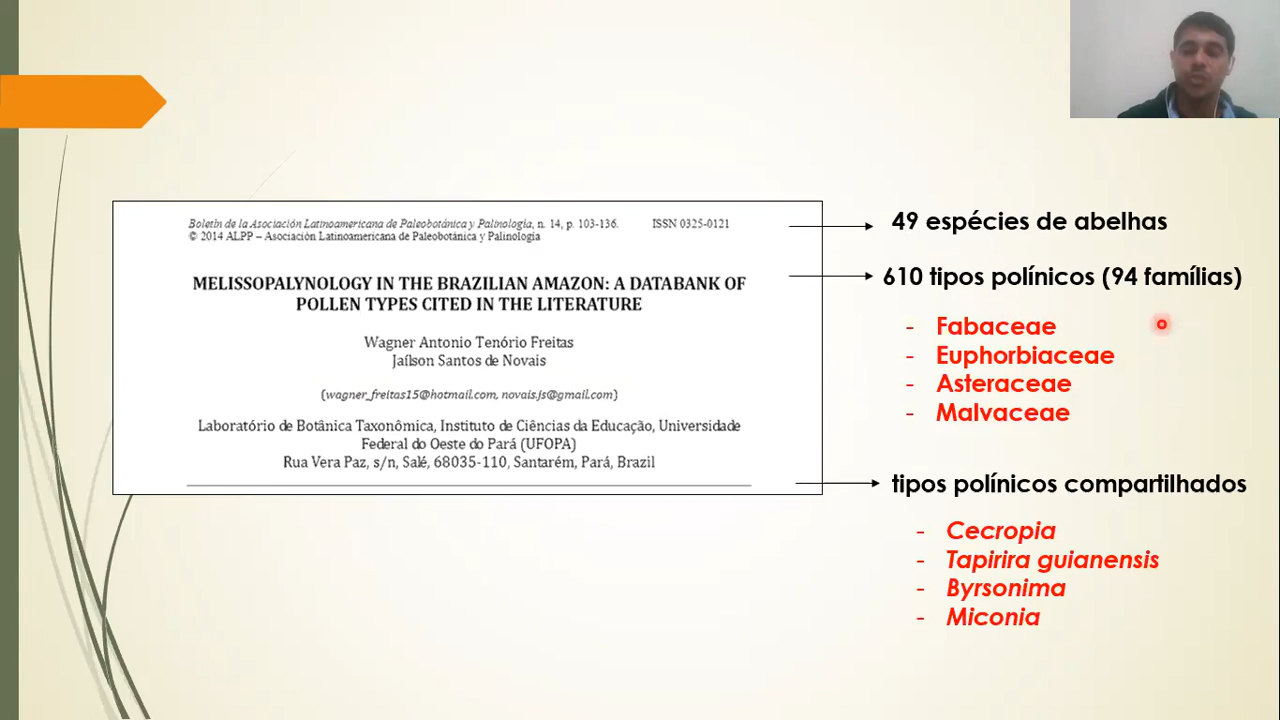 Boletín de la Asociación Latinoamericana de Paleobotánica y Palinología, n. 14, p. 103-136. ISSN 0325-0121
© 2014 ALPP – Asociación Latinoamericana de Paleobotánica y Palinología
MELISSOPALYNOLOGY IN THE BRAZILIAN AMAZON: A DATABANK OF
POLLEN TYPES CITED IN THE LITERATURE
Wagner Antonio Tenório Freitas
Jaílson Santos de Novais
(wagner_freitas15@hotmail.com, novais.js@gmail.com)
Laboratório de Botânica Taxonômica, Instituto de Ciências da Educação, Universidade
Federal do Oeste do Pará (UFOPA)
Rua Vera Paz, s/n, Salé, 68035-110, Santarém, Pará, Brazil
49 espécies de abelhas
610 tipos polínicos (94 famílias)
- Fabaceae
- Euphorbiaceae
- Asteraceae
- Malvaceae
tipos polínicos compartilhados
- Cecropia
- Tapirira guianensis
- Byrsonima
- Miconia